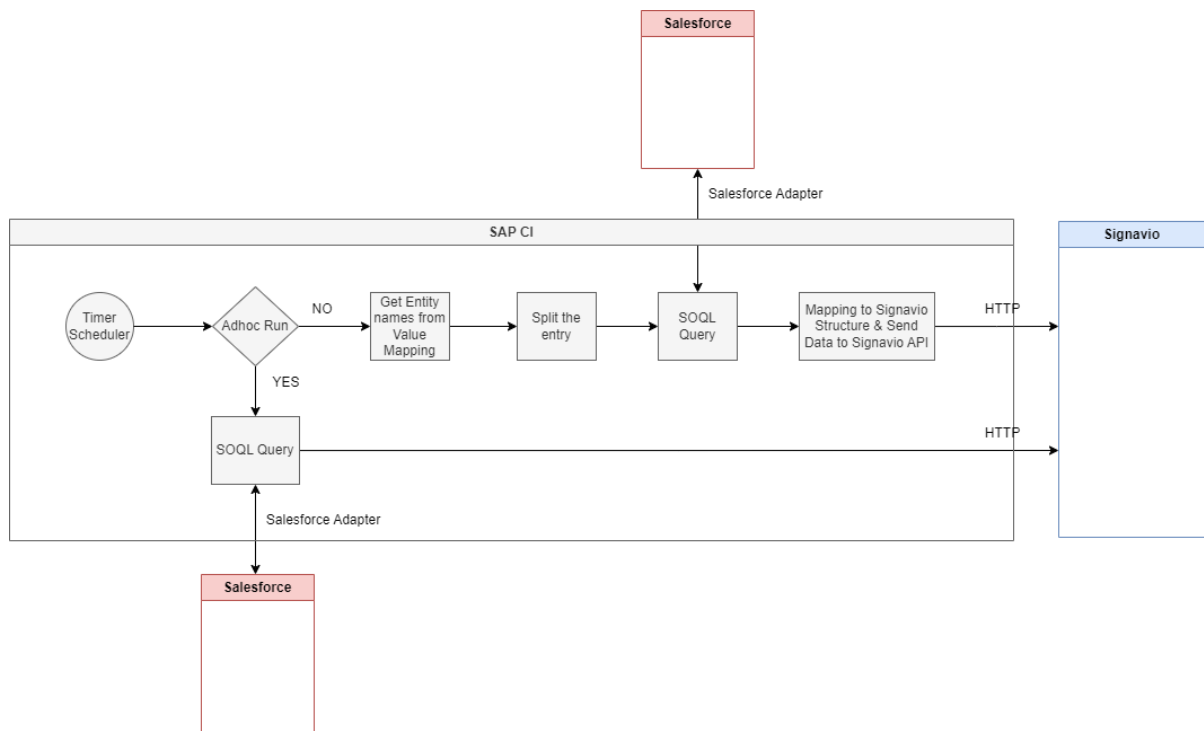 Salesforce
Salesforce Adapter
SAP CI
Signavio
Timer
Scheduler
Adhoc Run
NO
Get Entity
names from
Value
Mapping
Split the
entry
SOQL
Query
Mapping to Signavio
Structure & Send
Data to Signavio API
HTTP
YES
SOQL Query
HTTP
Salesforce Adapter
Salesforce